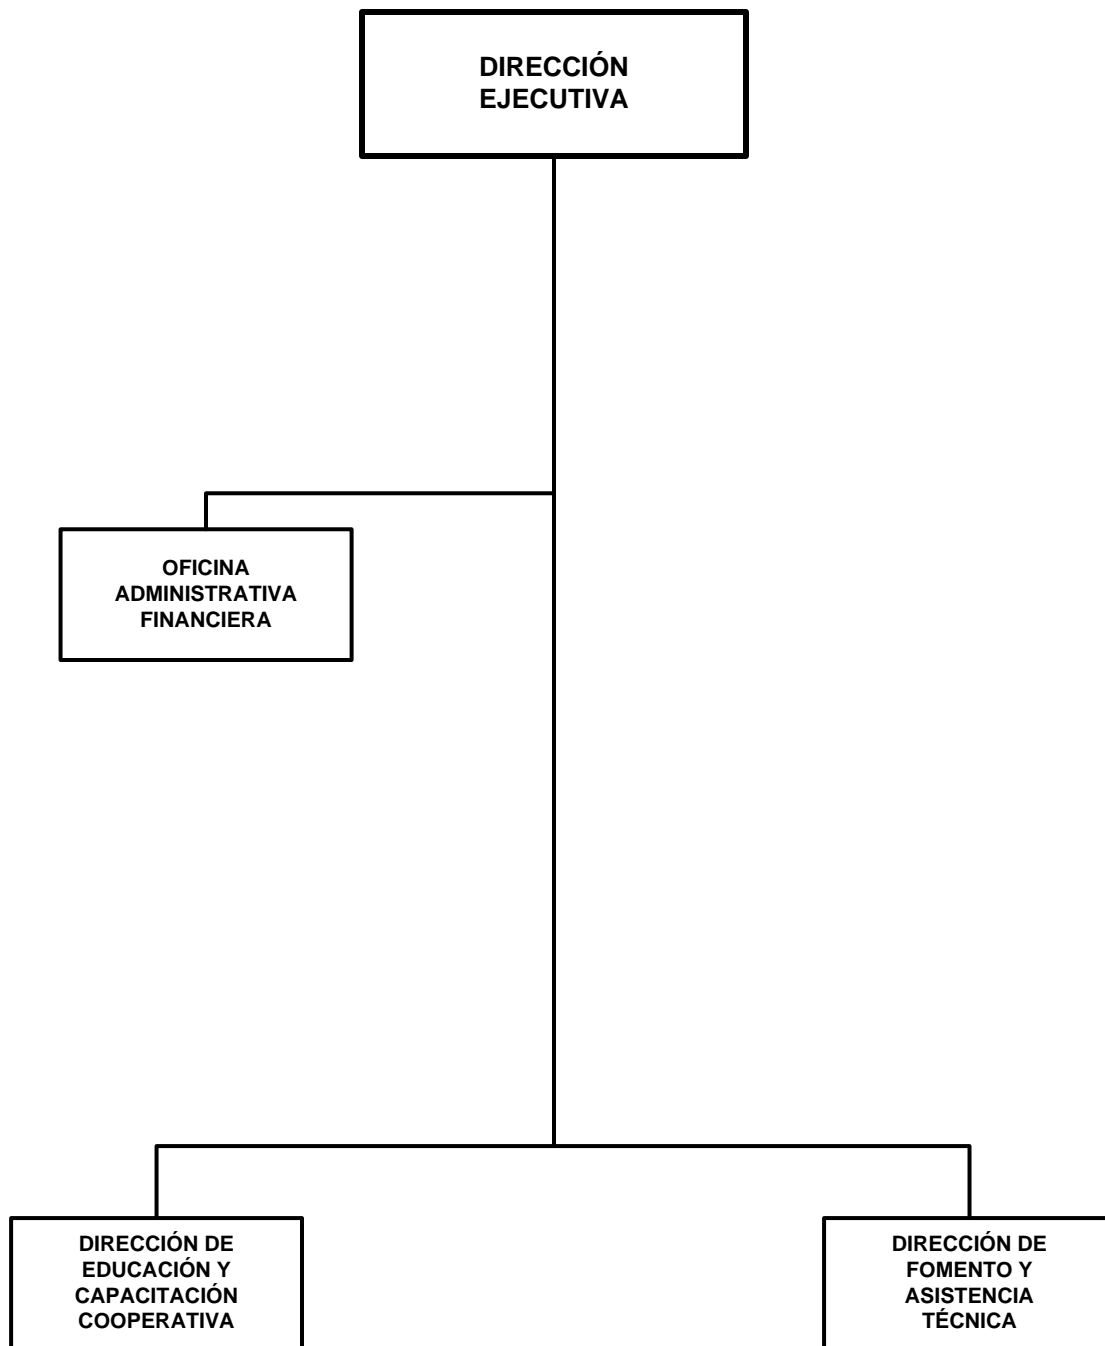 DIRECCIÓN
EJECUTIVA
OFICINA
ADMINISTRATIVA
FINANCIERA
DIRECCIÓN DE
EDUCACIÓN Y
CAPACITACIÓN
COOPERATIVA
DIRECCIÓN DE
FOMENTO Y
ASISTENCIA
TÉCNICA